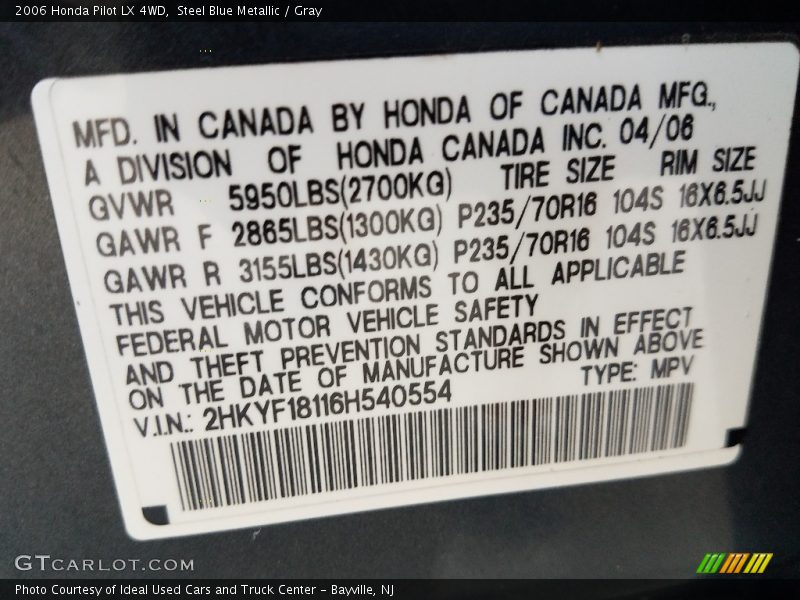 2006 Honda Pilot LX 4WD,  Steel Blue Metallic / Gray
MFD. IN CANADA BY HONDA OF CANADA MFG.,
A DIVISION OF HONDA CANADA INC. 04/06
GVWR 5950LBS(2700KG) TIRE SIZE RIM SIZE
GAWR F 2865LBS(1300KG) P235/70R16 104S 16X6.5JJ
GAWR R 3155LBS(1430KG) P235/70R16 104S 16X6.5JJ
THIS VEHICLE CONFORMS TO ALL APPLICABLE
FEDERAL MOTOR VEHICLE SAFETY
AND THEFT PREVENTION STANDARDS IN EFFECT
ON THE DATE OF MANUFACTURE SHOWN ABOVE
V.I.N.: 2HKYF18116H540554 TYPE: MPV
GTCARLOT.COM
Photo Courtesy of Ideal Used Cars and Truck Center - Bayville, NJ